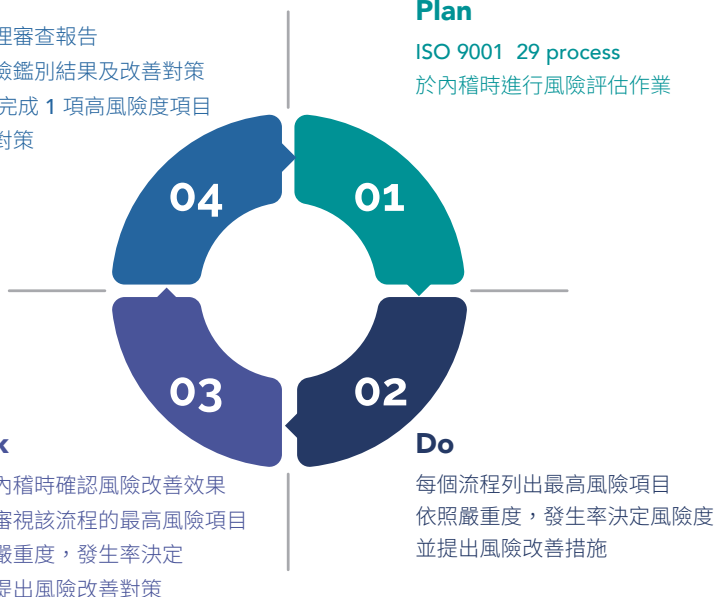 理審查報告
險鑑別結果及改善對策
完成 1 項高風險度項目
對策
Plan
ISO 9001 29 process
於內稽時進行風險評估作業
04
01
03
02
k
內稽時確認風險改善效果
審視該流程的最高風險項目
嚴重度，發生率決定
提出風險改善對策
Do
每個流程列出最高風險項目
依照嚴重度，發生率決定風險度
並提出風險改善措施